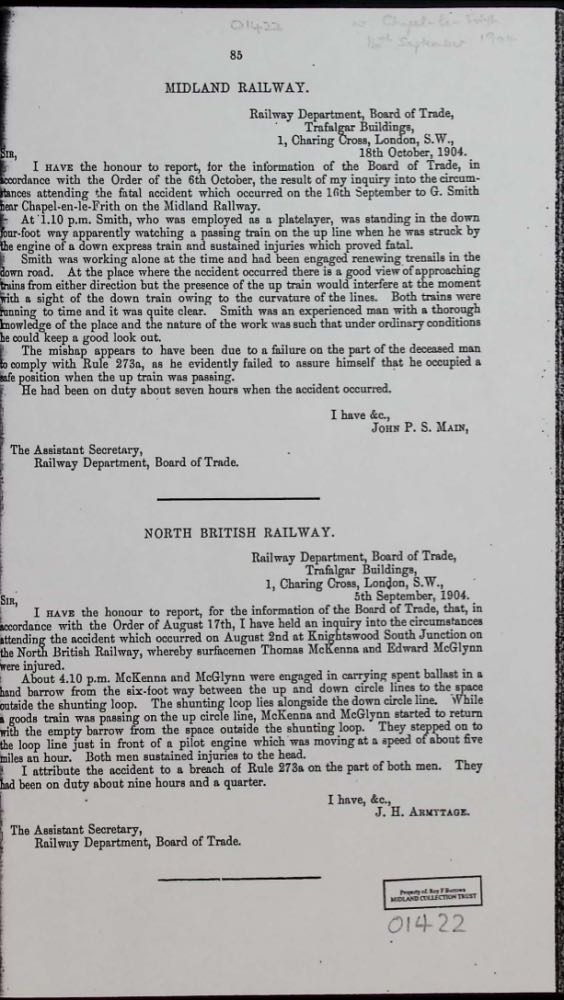 01422
Chapel-le-Frith
16th September 1904
85
MIDLAND RAILWAY.
Railway Department, Board of Trade,
Trafalgar Buildings,
1, Charing Cross, London, S.W.,
18th October, 1904.
SIR,
I HAVE the honour to report, for the information of the Board of Trade, in
accordance with the Order of the 6th October, the result of my inquiry into the circum-
stances attending the fatal accident which occurred on the 16th September to G. Smith
near Chapel-en-le-Frith on the Midland Railway.
At 1.10 p.m. Smith, who was employed as a platelayer, was standing in the down
four-foot way apparently watching a passing train on the up line when he was struck by
the engine of a down express train and sustained injuries which proved fatal.
Smith was working alone at the time and had been engaged renewing trenails in the
down road. At the place where the accident occurred there is a good view of approaching
trains from either direction but the presence of the up train would interfere at the moment
with a sight of the down train owing to the curvature of the lines. Both trains were
running to time and it was quite clear. Smith was an experienced man with a thorough
knowledge of the place and the nature of the work was such that under ordinary conditions
he could keep a good look out.
The mishap appears to have been due to a failure on the part of the deceased man
to comply with Rule 273a, as he evidently failed to assure himself that he occupied a
safe position when the up train was passing.
He had been on duty about seven hours when the accident occurred.
I have &c.,
JOHN P. S. MAIN,
The Assistant Secretary,
Railway Department, Board of Trade.
NORTH BRITISH RAILWAY.
Railway Department, Board of Trade,
Trafalgar Buildings,
1, Charing Cross, London, S.W.,
5th September, 1904.
SIR,
I HAVE the honour to report, for the information of the Board of Trade, that, in
accordance with the Order of August 17th, I have held an inquiry into the circumstances
attending the accident which occurred on August 2nd at Knightswood South Junction on
the North British Railway, whereby surfacemen Thomas McKenna and Edward McGlynn
were injured.
About 4.10 p.m. McKenna and McGlynn were engaged in carrying spent ballast in a
hand barrow from the six-foot way between the up and down circle lines to the space
outside the shunting loop. The shunting loop lies alongside the down circle line. While
a goods train was passing on the up circle line, McKenna and McGlynn started to return
with the empty barrow from the space outside the shunting loop. They stepped on to
the loop line just in front of a pilot engine which was moving at a speed of about five
miles an hour. Both men sustained injuries to the head.
I attribute the accident to a breach of Rule 273a on the part of both men. They
had been on duty about nine hours and a quarter.
I have, &c.,
J. H. ARMYTAGE.
The Assistant Secretary,
Railway Department, Board of Trade.
Property of Roy F Burrows
MIDLAND COLLECTION TRUST
01422